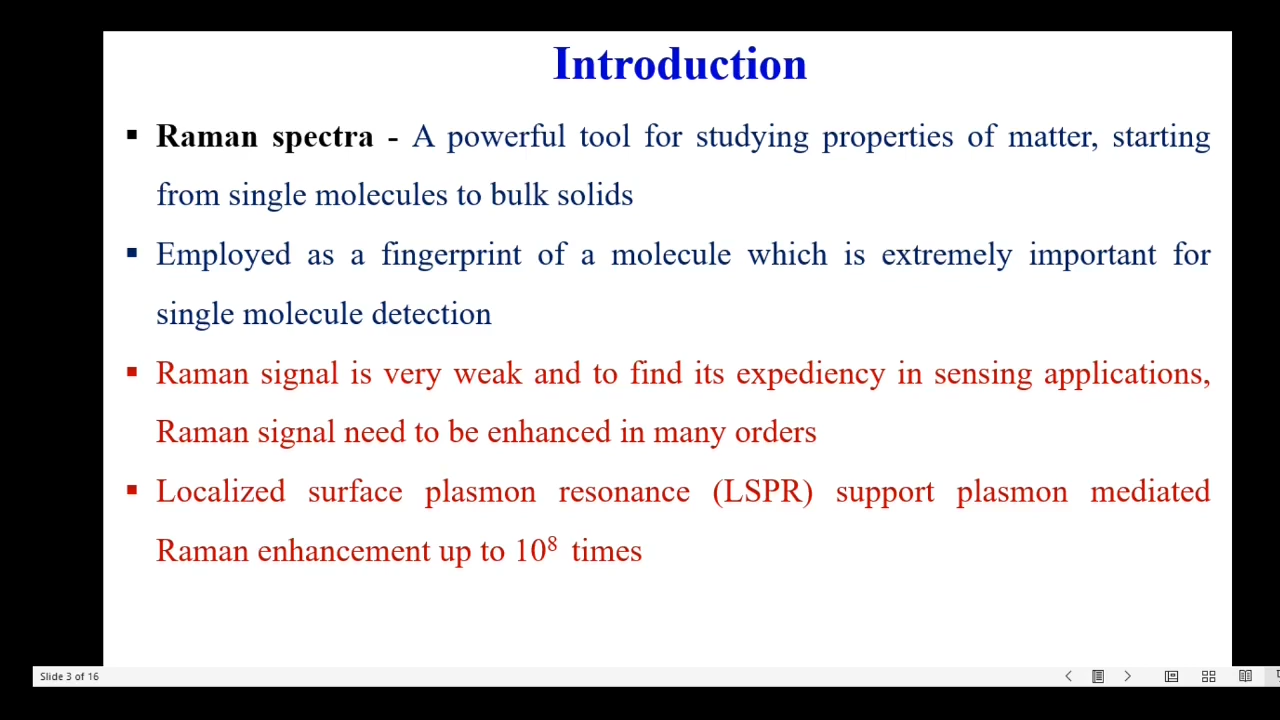 Introduction
▪ Raman spectra - A powerful tool for studying properties of matter, starting
from single molecules to bulk solids
▪ Employed as a fingerprint of a molecule which is extremely important for
single molecule detection
▪ Raman signal is very weak and to find its expediency in sensing applications,
Raman signal need to be enhanced in many orders
▪ Localized surface plasmon resonance (LSPR) support plasmon mediated
Raman enhancement up to 10⁸ times
Slide 3 of 16